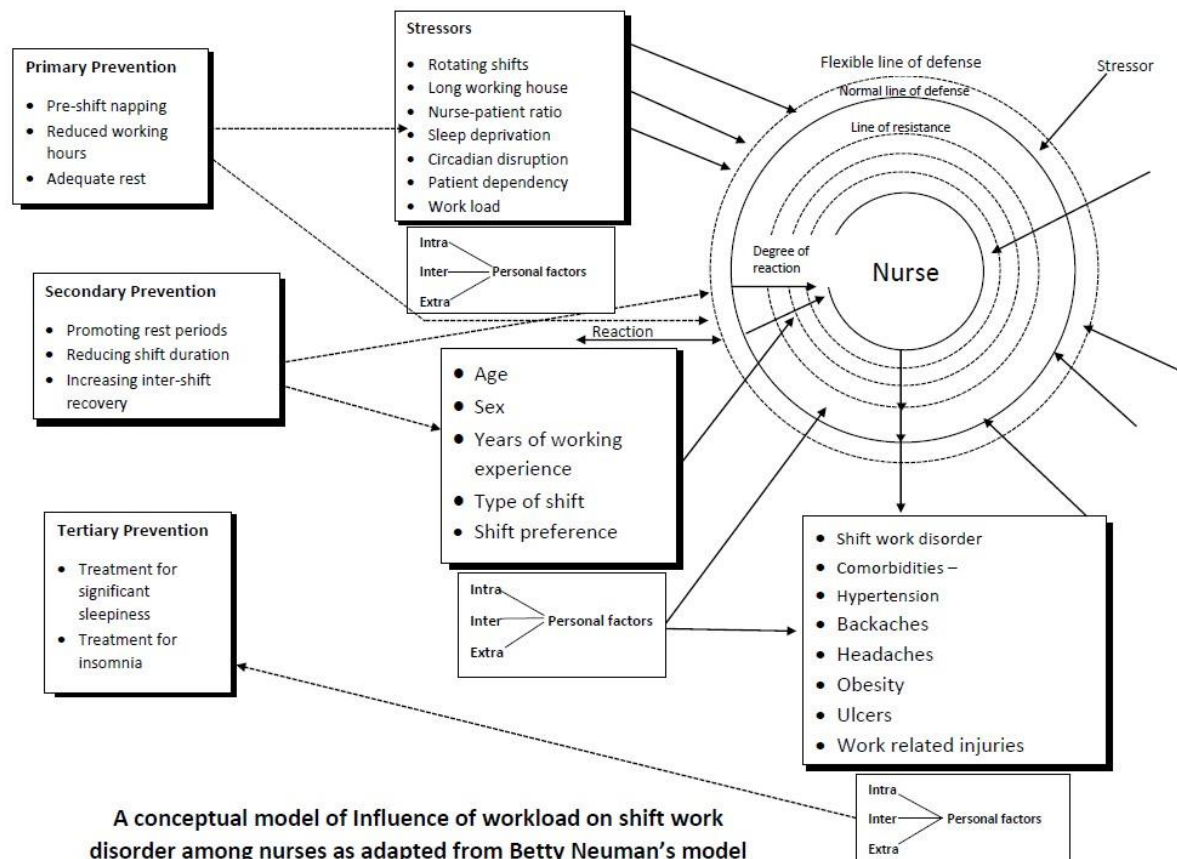 Primary Prevention
• Pre-shift napping
• Reduced working
hours
• Adequate rest
Stressors
• Rotating shifts
• Long working house
• Nurse-patient ratio
• Sleep deprivation
• Circadian disruption
• Patient dependency
• Work load
Intra
Inter
Extra
Personal factors
Flexible line of defense
Normal line of defense
Line of resistance
Stressor
Degree of
reaction
Nurse
Reaction
Secondary Prevention
• Promoting rest periods
• Reducing shift duration
• Increasing inter-shift
recovery
• Age
• Sex
• Years of working
experience
• Type of shift
• Shift preference
Intra
Inter
Extra
Personal factors
Tertiary Prevention
• Treatment for
significant
sleepiness
• Treatment for
insomnia
• Shift work disorder
• Comorbidities –
• Hypertension
• Backaches
• Headaches
• Obesity
• Ulcers
• Work related injuries
Intra
Inter
Extra
Personal factors
A conceptual model of Influence of workload on shift work
disorder among nurses as adapted from Betty Neuman's model